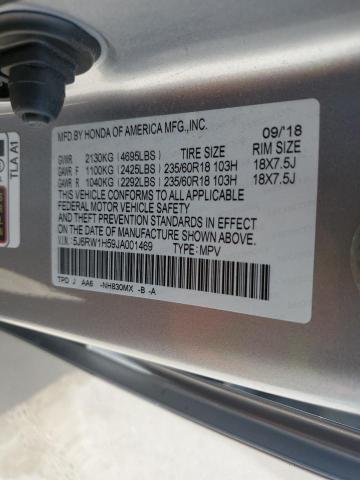 MFD.BY HONDA OF AMERICA MFG.,INC. 09/'18
GVWR 2130KG (4695LBS) TIRE SIZE RIM SIZE
GAWR F 1100KG (2425LBS) 235/60R18 103H 18X7.5J
GAWR R 1040KG (2292LBS) 235/60R18 103H 18X7.5J
THIS VEHICLE CONFORMS TO ALL APPLICABLE
FEDERAL MOTOR VEHICLE SAFETY
AND THEFT PREVENTION STANDARDS IN EFFECT
ON THE DATE OF MANUFACTURE SHOWN ABOVE.
V.I.N.: 5J6RW1H59JA001469 TYPE: MPV
TPD J AA6 -NH830MX -B -A
TLA A1